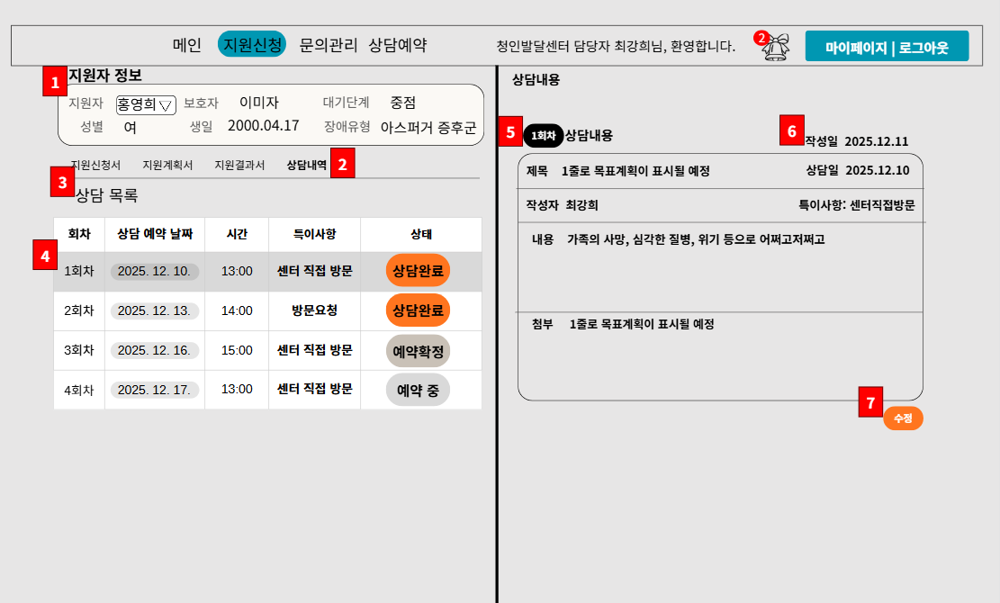 메인 지원신청 문의관리 상담예약 청인발달센터 담당자 최강희님, 환영합니다. 2 마이페이지 | 로그아웃
1 지원자 정보
지원자 홍영희▽ 보호자 이미자 대기단계 중점
성별 여 생일 2000.04.17 장애유형 아스퍼거 증후군
지원신청서 지원계획서 지원결과서 상담내역 2
3 상담 목록
회차 상담 예약 날짜 시간 특이사항 상태
4
1회차 2025. 12. 10. 13:00 센터 직접 방문 상담완료
2회차 2025. 12. 13. 14:00 방문요청 상담완료
3회차 2025. 12. 16. 15:00 센터 직접 방문 예약확정
4회차 2025. 12. 17. 13:00 센터 직접 방문 예약 중
상담내용
5 1회차 상담내용 6 작성일 2025.12.11
제목 1줄로 목표계획이 표시될 예정 상담일 2025.12.10
작성자 최강희 특이사항: 센터직접방문
내용 가족의 사망, 심각한 질병, 위기 등으로 어쩌고저쩌고
첨부 1줄로 목표계획이 표시될 예정
7 수정